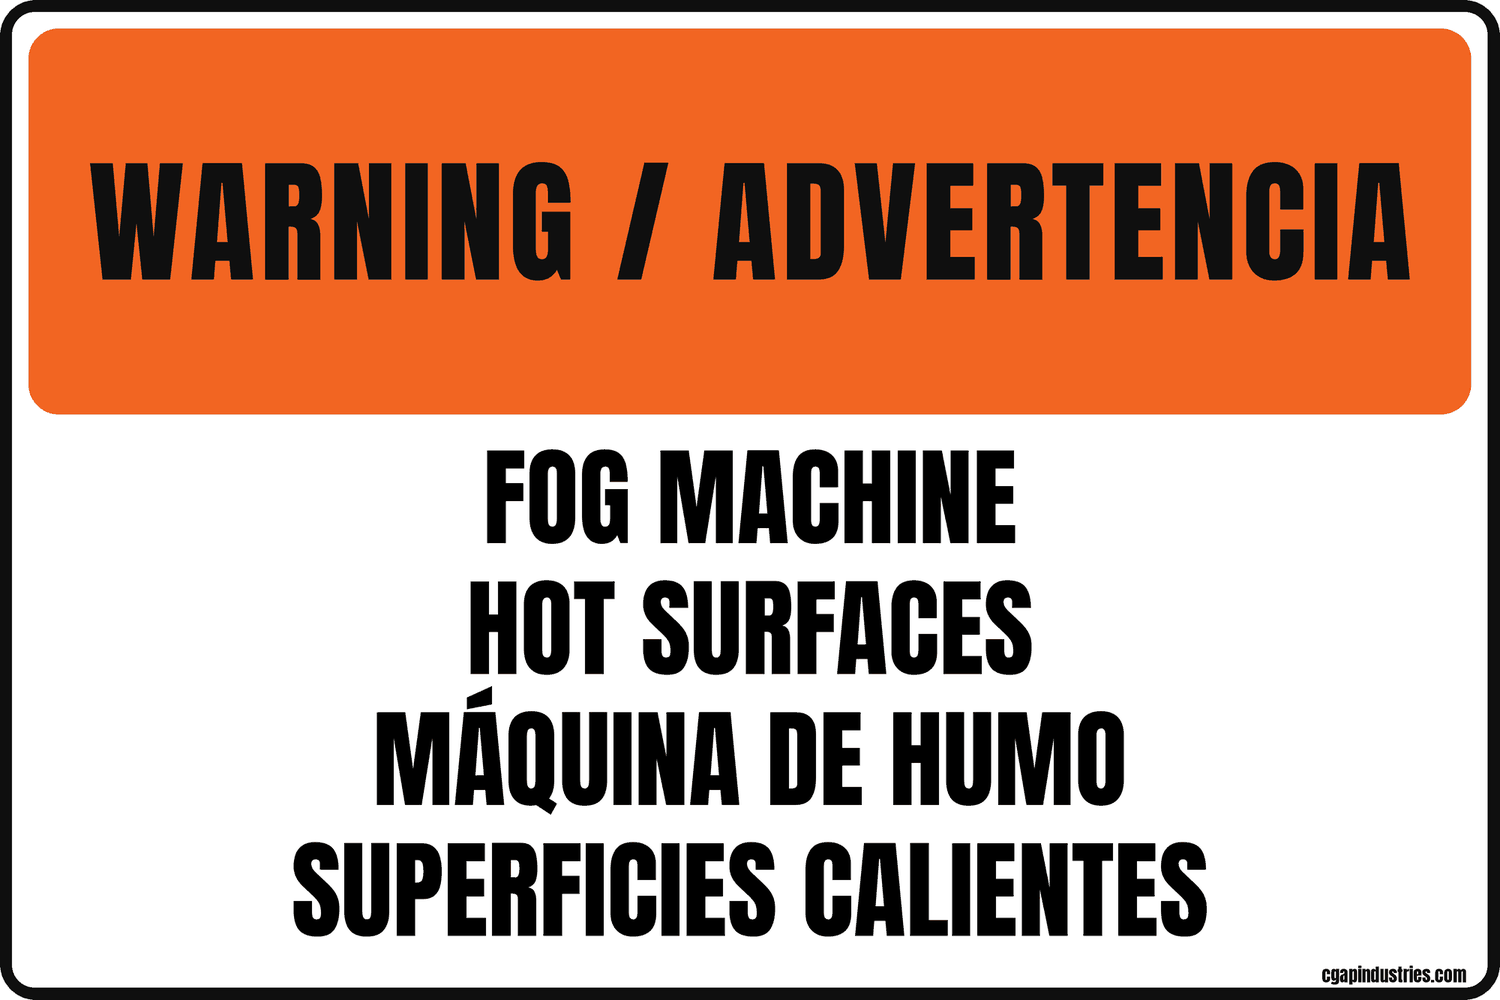 WARNING / ADVERTENCIA
FOG MACHINE
HOT SURFACES
MÁQUINA DE HUMO
SUPERFICIES CALIENTES
cgapindustries.com